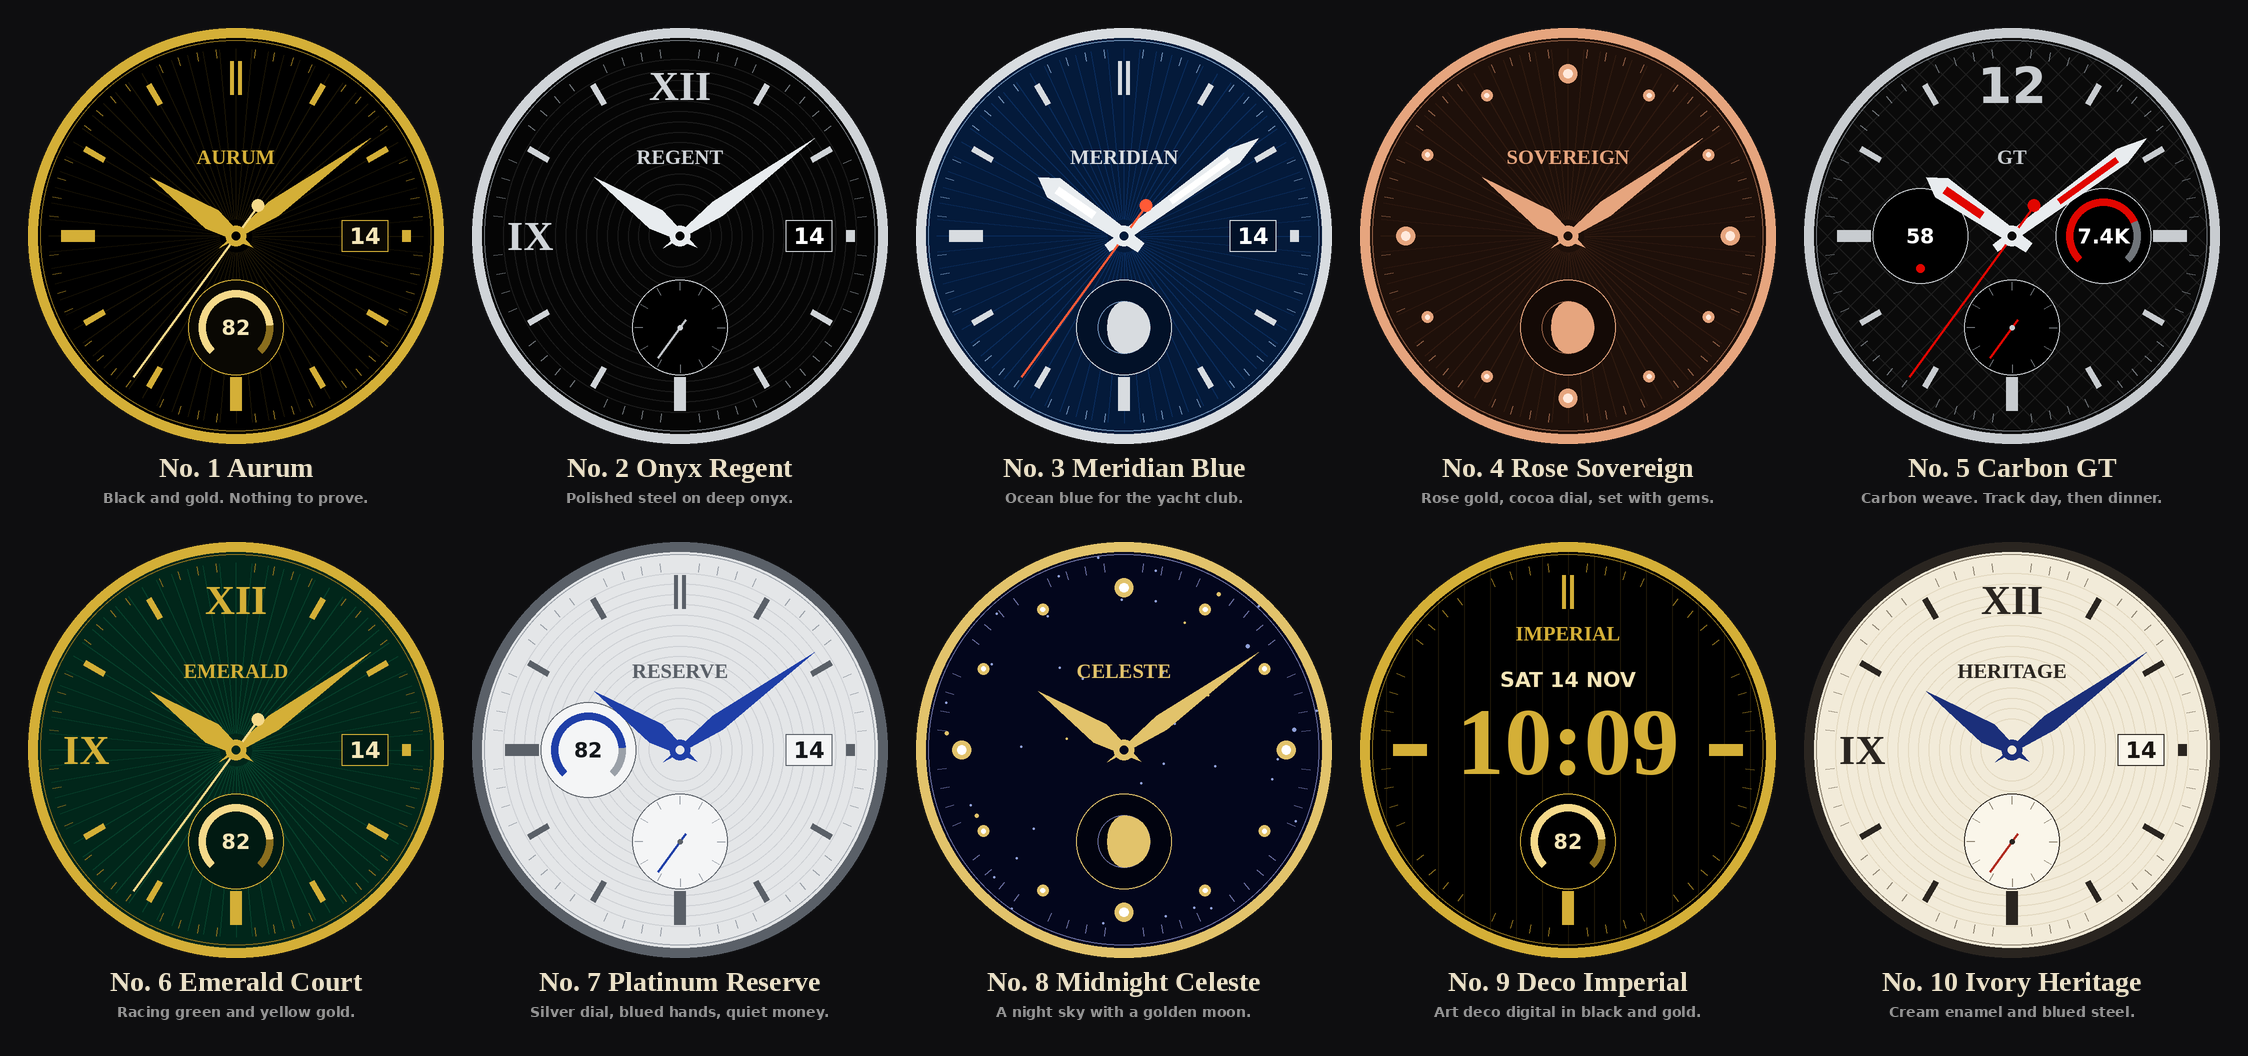 AURUM
14
82
No. 1 Aurum
Black and gold. Nothing to prove.
XII
REGENT
IX
14
No. 2 Onyx Regent
Polished steel on deep onyx.
MERIDIAN
14
No. 3 Meridian Blue
Ocean blue for the yacht club.
SOVEREIGN
No. 4 Rose Sovereign
Rose gold, cocoa dial, set with gems.
12
GT
58
7.4K
No. 5 Carbon GT
Carbon weave. Track day, then dinner.
XII
EMERALD
IX
14
82
No. 6 Emerald Court
Racing green and yellow gold.
RESERVE
82
14
No. 7 Platinum Reserve
Silver dial, blued hands, quiet money.
CELESTE
No. 8 Midnight Celeste
A night sky with a golden moon.
IMPERIAL
SAT 14 NOV
10:09
82
No. 9 Deco Imperial
Art deco digital in black and gold.
XII
HERITAGE
IX
14
No. 10 Ivory Heritage
Cream enamel and blued steel.